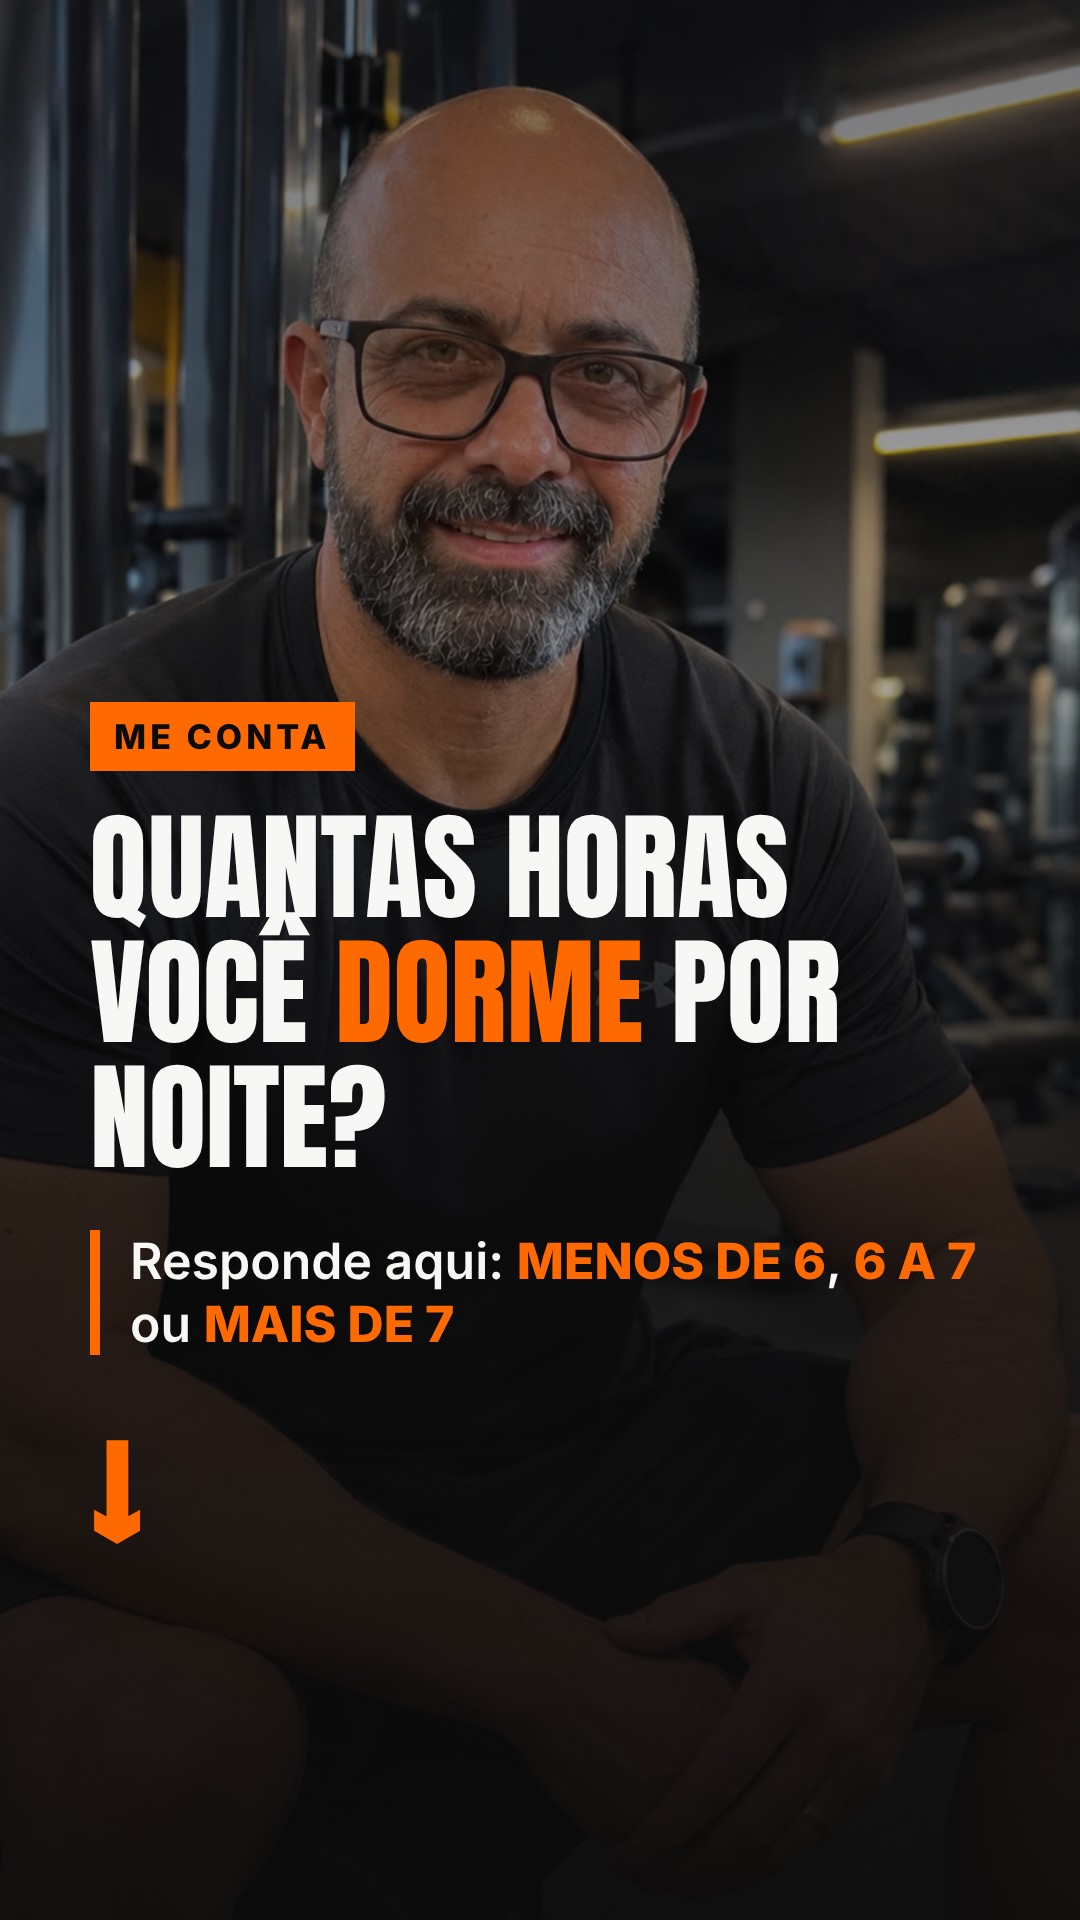 ME CONTA
QUANTAS HORAS
VOCÊ DORME POR
NOITE?
Responde aqui: MENOS DE 6, 6 A 7
ou MAIS DE 7